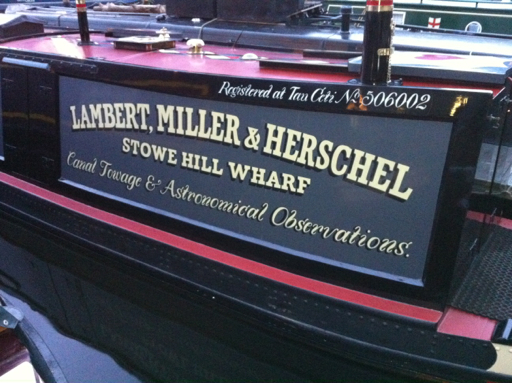 Registered at Tau Ceti No 506002
LAMBERT, MILLER & HERSCHEL
STOWE HILL WHARF
Canal Towage & Astronomical Observations.